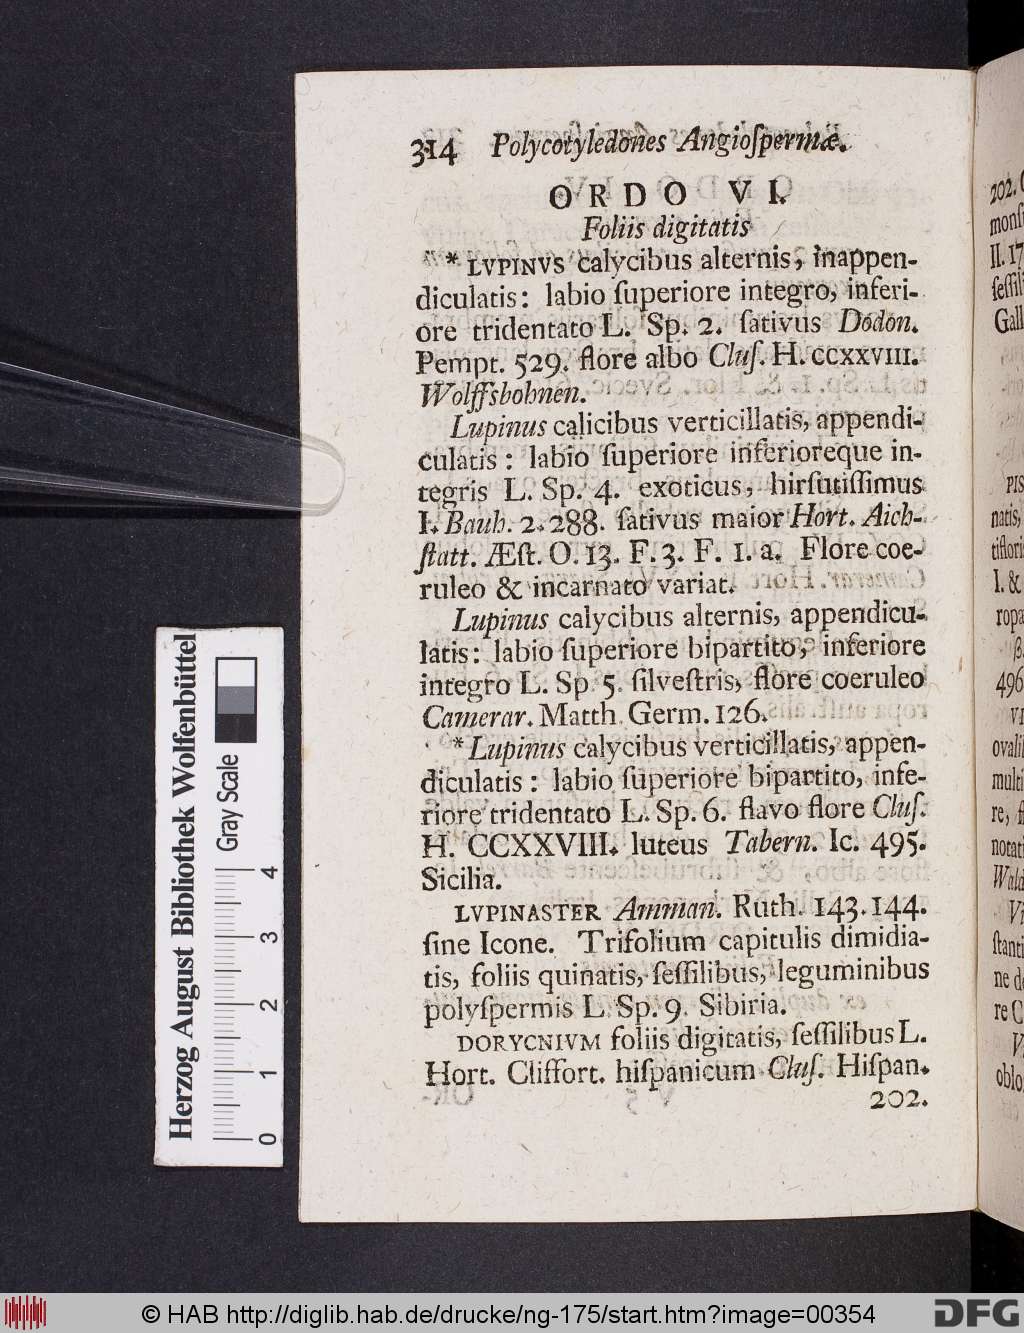 314 Polycotyledones Angioſpermæ.
ORDO VI.
Foliis digitatis
* LVPINVS calycibus alternis, inappen-
diculatis: labio ſuperiore integro, inferi-
ore tridentato L. Sp. 2. ſativus Dodon.
Pempt. 529. flore albo Cluſ. H. CCXXVIII.
Wolffsbohnen.
Lupinus calicibus verticillatis, appendi-
culatis: labio ſuperiore inferioreque in-
tegris L. Sp. 4. exoticus, hirſutiſſimus
I. Bauh. 2. 288. ſativus maior Hort. Aich-
ſtatt. Æſt. O. 13. F. 3. F. 1. a. Flore coe-
ruleo & incarnato variat.
Lupinus calycibus alternis, appendicu-
latis: labio ſuperiore bipartito, inferiore
integro L. Sp. 5. ſilveſtris, flore coeruleo
Camerar. Matth. Germ. 126.
* Lupinus calycibus verticillatis, appen-
diculatis: labio ſuperiore bipartito, infe-
riore tridentato L. Sp. 6. flavo flore Cluſ.
H. CCXXVIII. luteus Tabern. Ic. 495.
Sicilia.
LVPINASTER Amman. Ruth. 143. 144.
ſine Icone. Trifolium capitulis dimidia-
tis, foliis quinatis, ſeſſilibus, leguminibus
polyſpermis L. Sp. 9. Sibiria.
DORYCNIVM foliis digitatis, ſeſſilibus L.
Hort. Cliffort. hiſpanicum Cluſ. Hiſpan.
202.
Herzog August Bibliothek Wolfenbüttel
Gray Scale
0 1 2 3 4
© HAB http://diglib.hab.de/drucke/ng-175/start.htm?image=00354
DFG